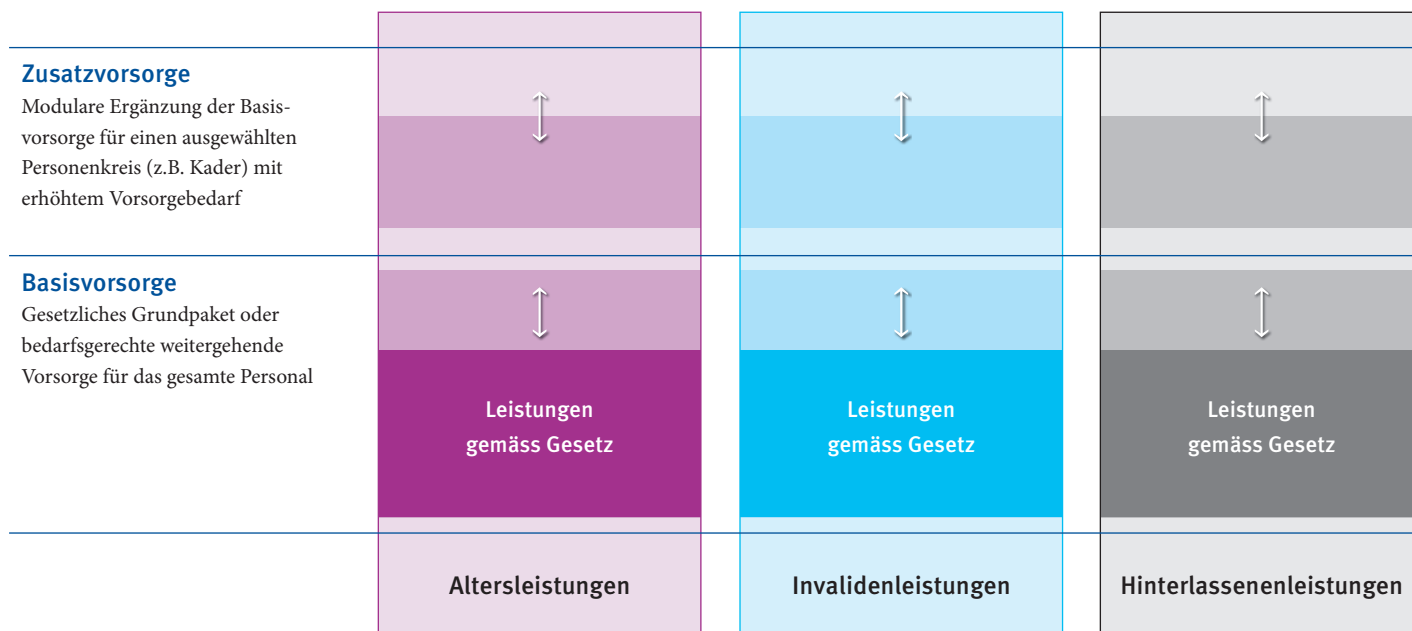 Zusatzvorsorge
Modulare Ergänzung der Basis-
vorsorge für einen ausgewählten
Personenkreis (z.B. Kader) mit
erhöhtem Vorsorgebedarf
Basisvorsorge
Gesetzliches Grundpaket oder
bedarfsgerechte weitergehende
Vorsorge für das gesamte Personal
Leistungen
gemäss Gesetz
Leistungen
gemäss Gesetz
Leistungen
gemäss Gesetz
Altersleistungen
Invalidenleistungen
Hinterlassenenleistungen